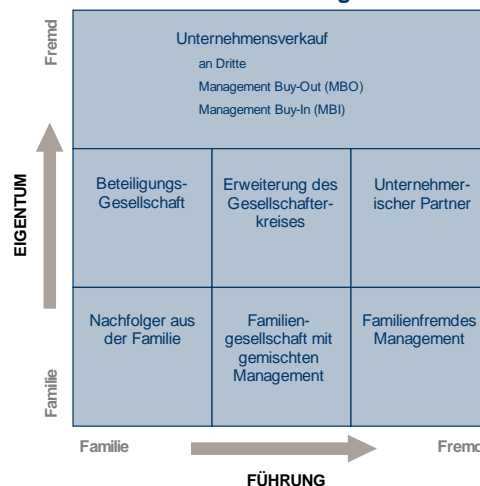 Fremd
Unternehmensverkauf
an Dritte
Management Buy-Out (MBO)
Management Buy-In (MBI)
EIGENTUM
Beteiligungs-
Gesellschaft
Erweiterung des
Gesellschafter-
kreises
Unternehmer-
ischer Partner
Nachfolger aus
der Familie
Familien-
gesellschaft mit
gemischten
Management
Familienfremdes
Management
Familie
Familie
Fremd
FÜHRUNG